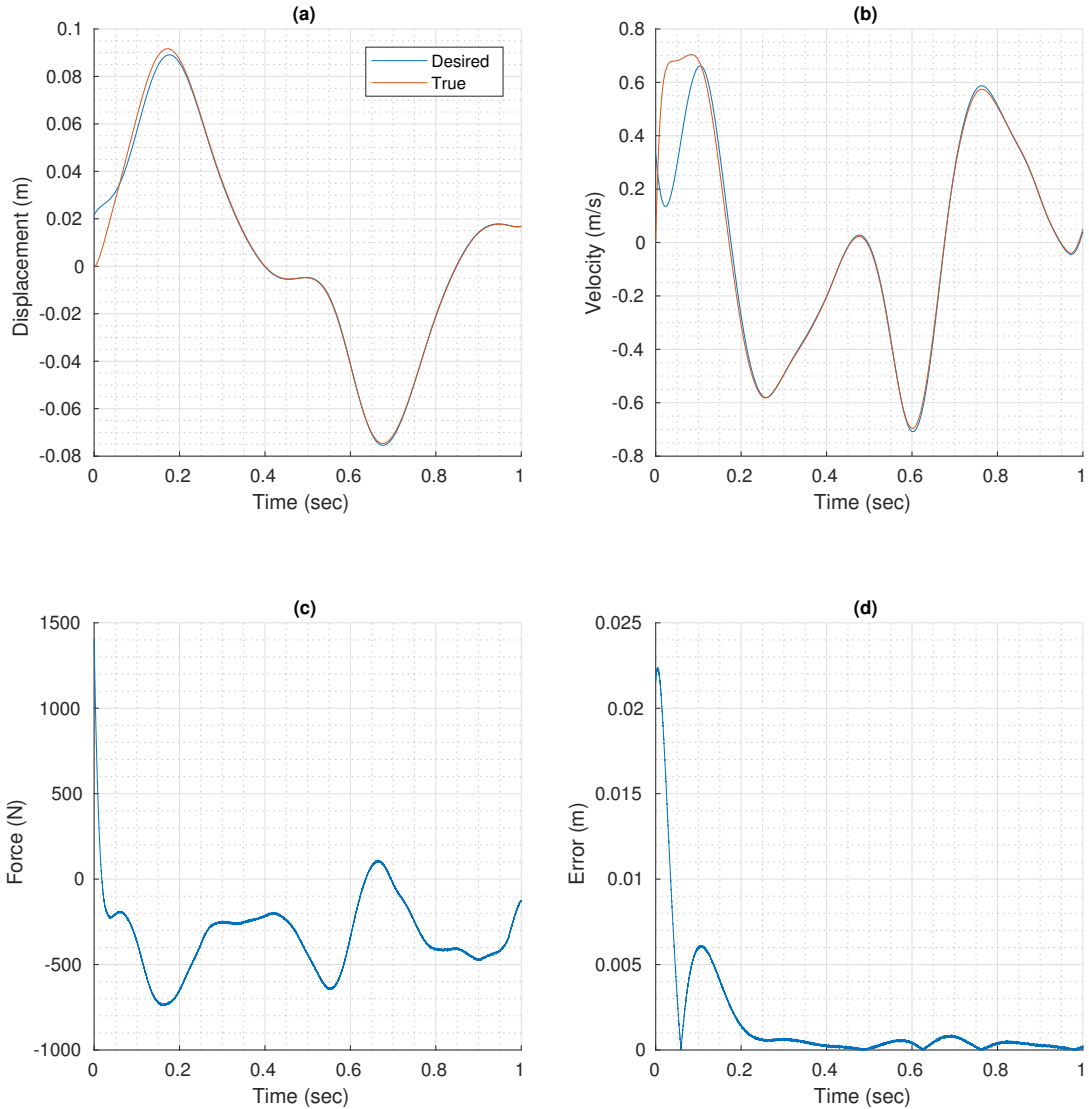 (a)
0.1
0.08
0.06
0.04
0.02
0
-0.02
-0.04
-0.06
-0.08
Displacement (m)
Desired
True
0 0.2 0.4 0.6 0.8 1
Time (sec)
(b)
0.8
0.6
0.4
0.2
0
-0.2
-0.4
-0.6
-0.8
Velocity (m/s)
0 0.2 0.4 0.6 0.8 1
Time (sec)
(c)
1500
1000
500
0
-500
-1000
Force (N)
0 0.2 0.4 0.6 0.8 1
Time (sec)
(d)
0.025
0.02
0.015
0.01
0.005
0
Error (m)
0 0.2 0.4 0.6 0.8 1
Time (sec)